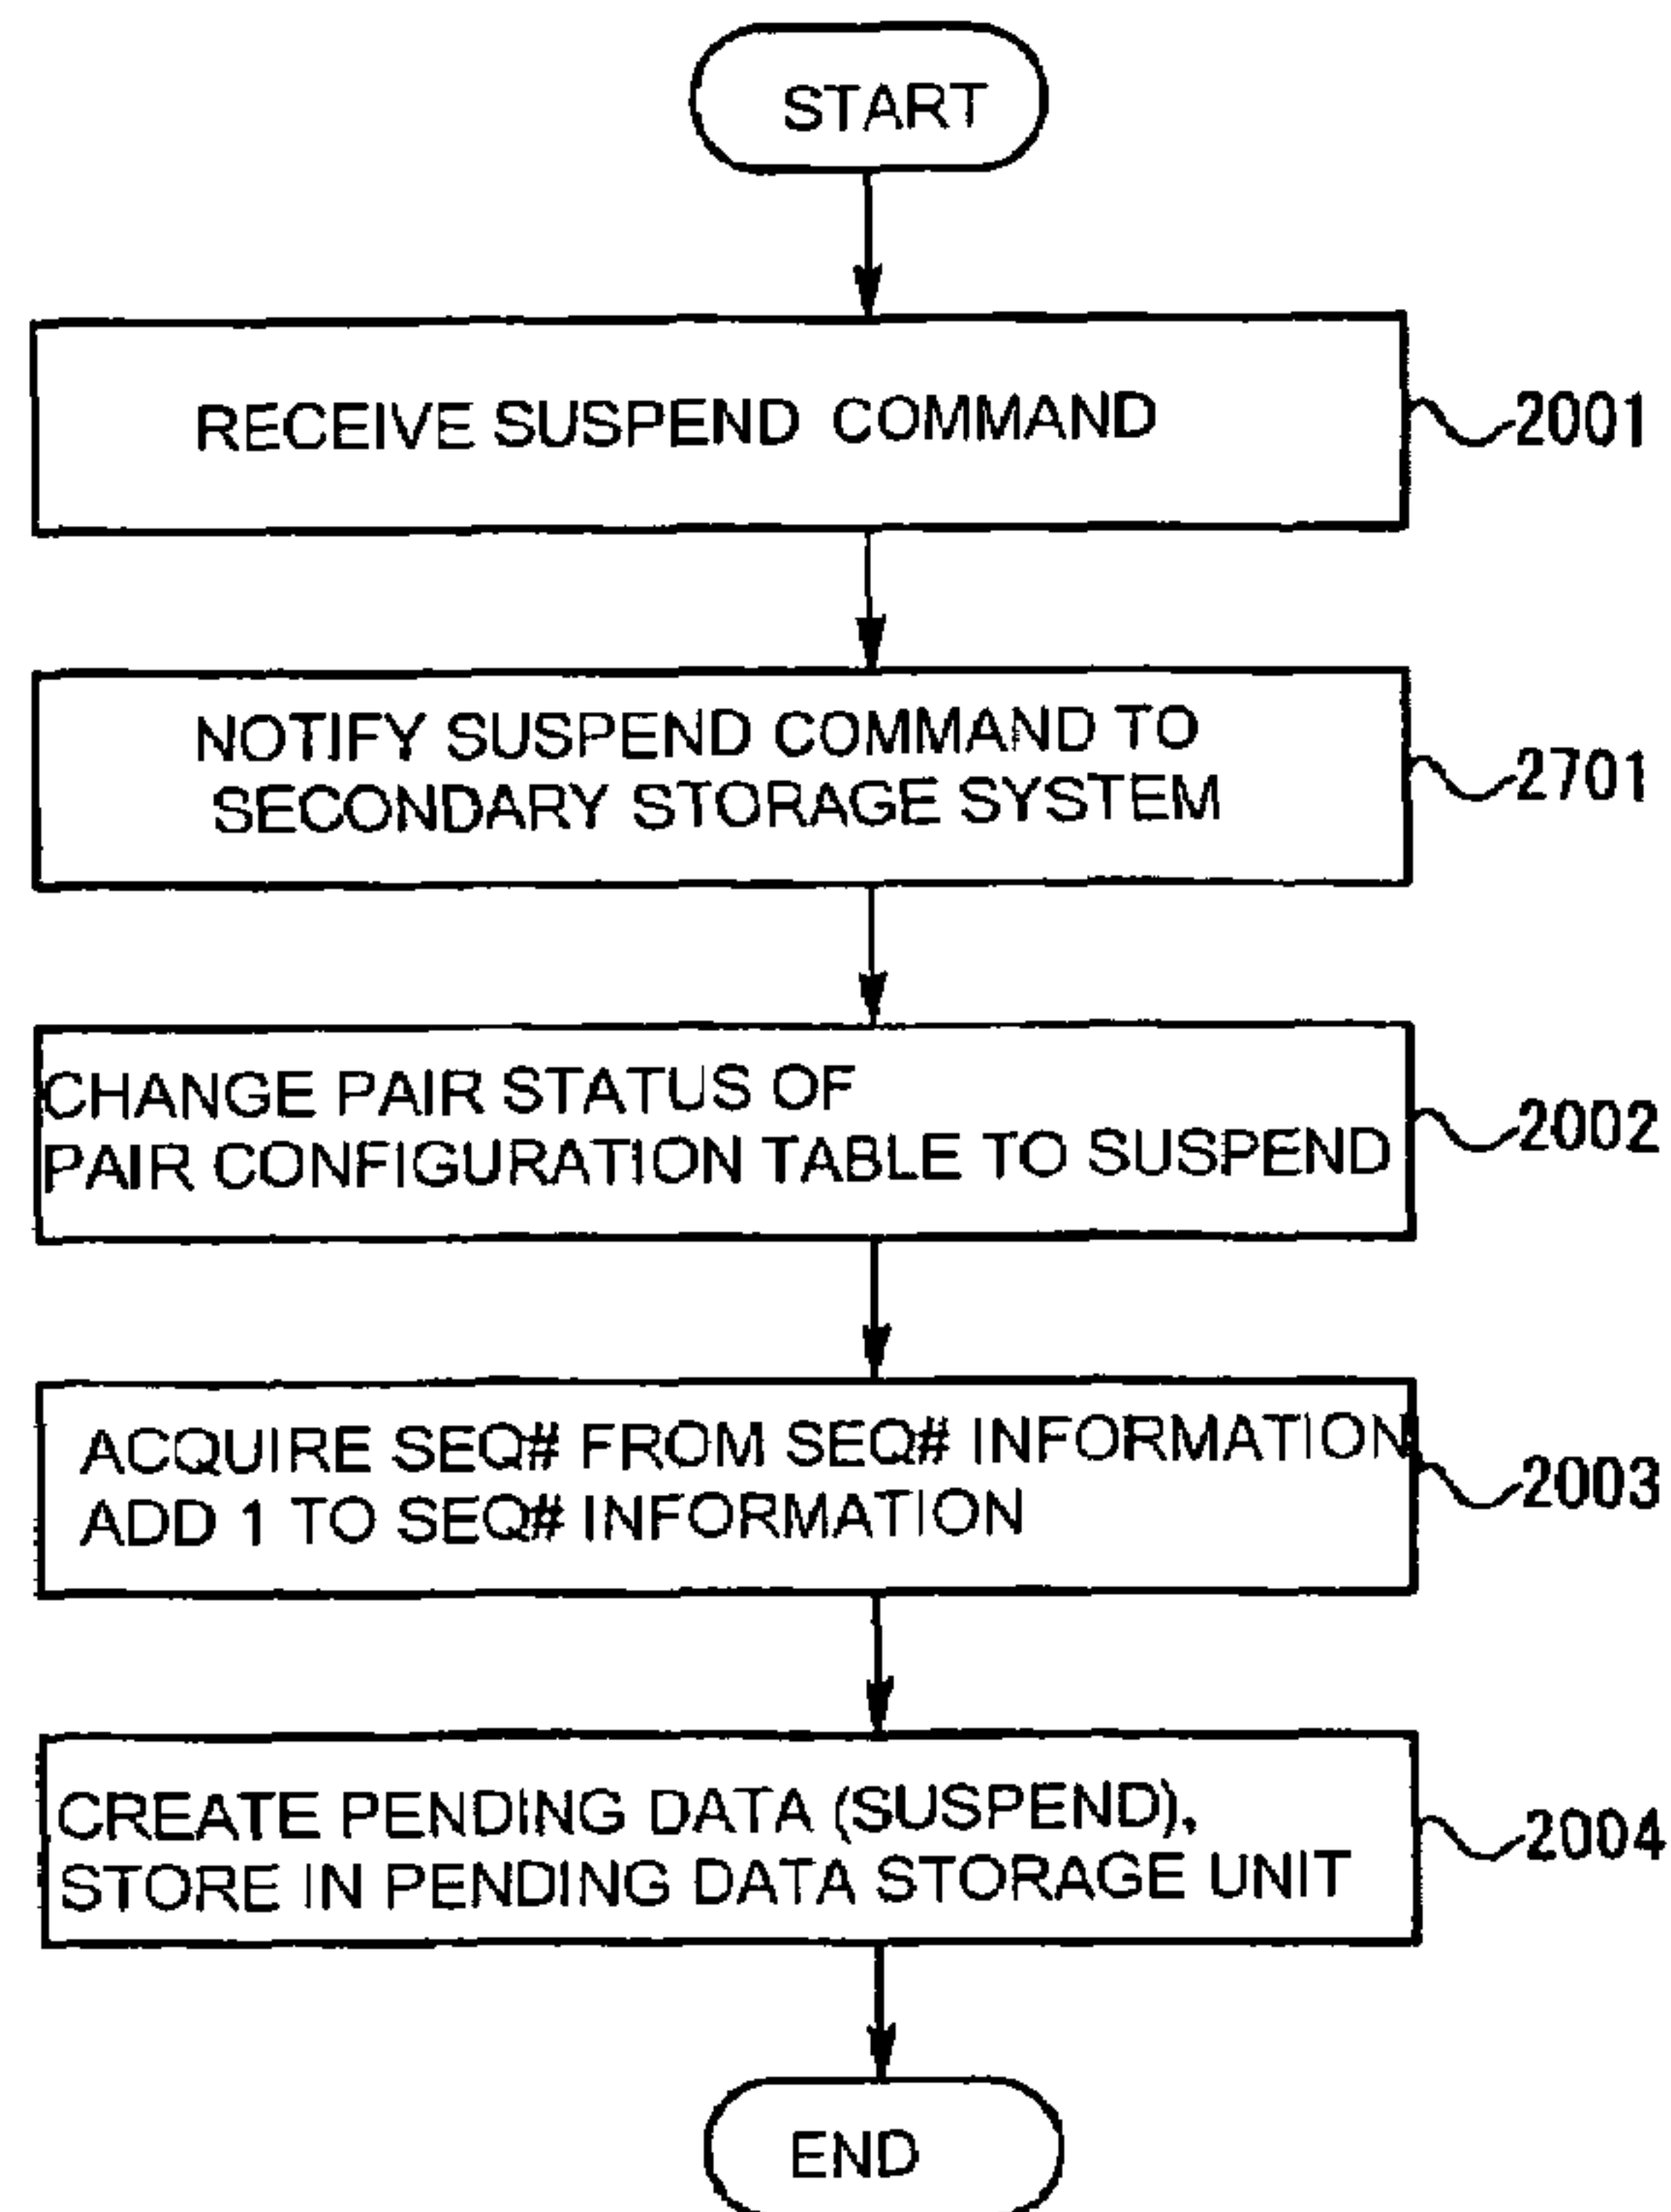 START
RECEIVE SUSPEND COMMAND
2001
NOTIFY SUSPEND COMMAND TO
SECONDARY STORAGE SYSTEM
2701
CHANGE PAIR STATUS OF
PAIR CONFIGURATION TABLE TO SUSPEND
2002
ACQUIRE SEQ# FROM SEQ# INFORMATION
ADD 1 TO SEQ# INFORMATION
2003
CREATE PENDING DATA (SUSPEND),
STORE IN PENDING DATA STORAGE UNIT
2004
END